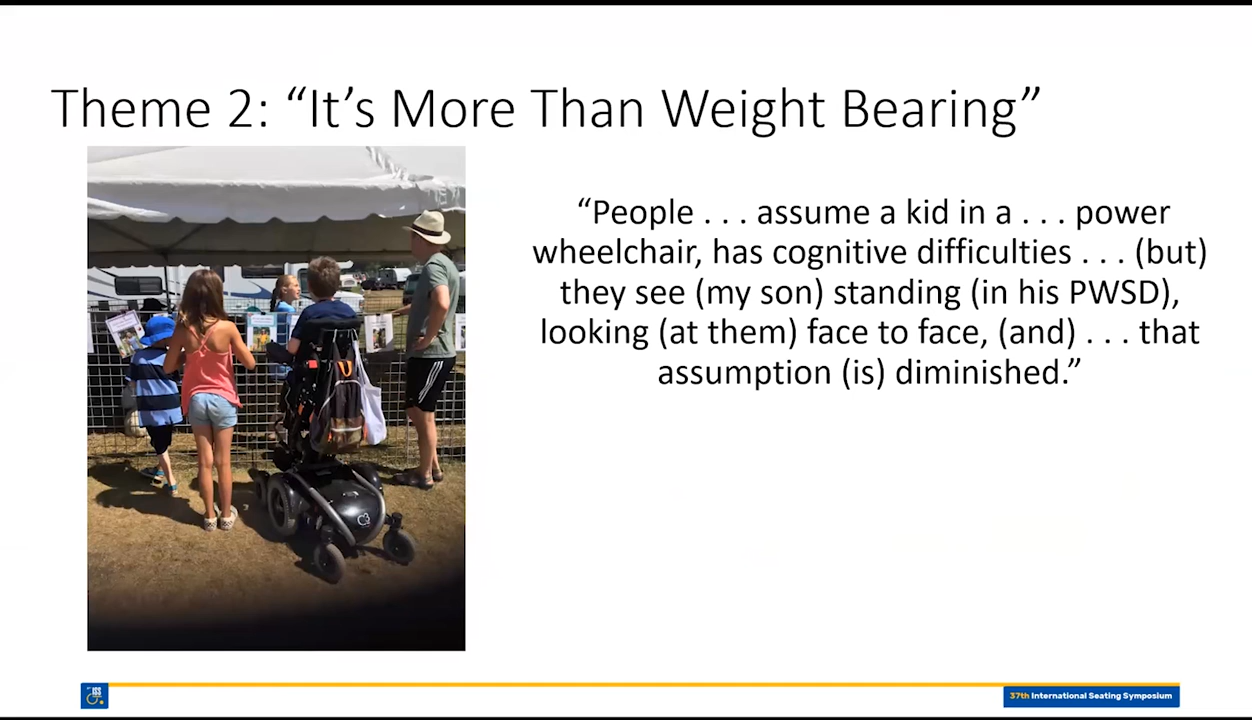 Theme 2: “It’s More Than Weight Bearing”
“People . . . assume a kid in a . . . power
wheelchair, has cognitive difficulties . . . (but)
they see (my son) standing (in his PWSD),
looking (at them) face to face, (and) . . . that
assumption (is) diminished.”
ISS
37th International Seating Symposium